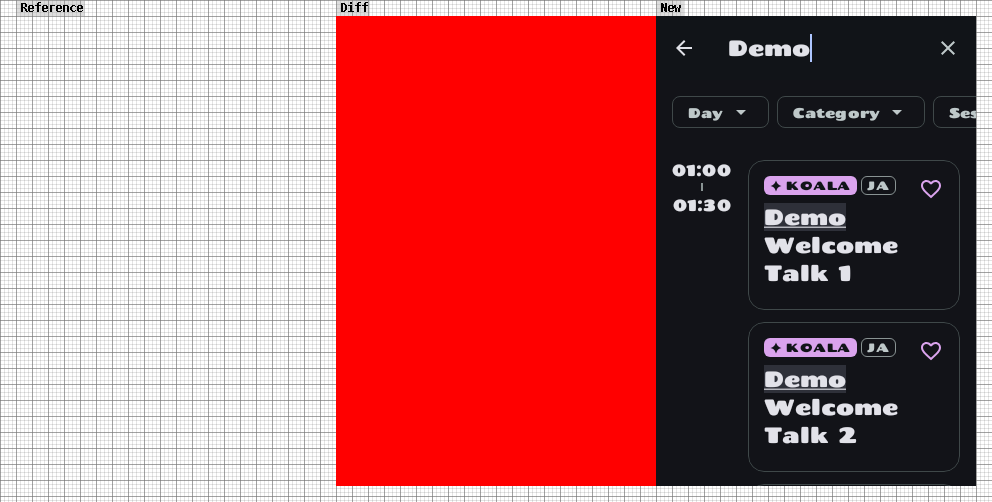 Reference
Diff
New
Demo
Day
Category
01:00
01:30
KOALA
JA
Demo
Welcome
Talk 1
KOALA
JA
Demo
Welcome
Talk 2